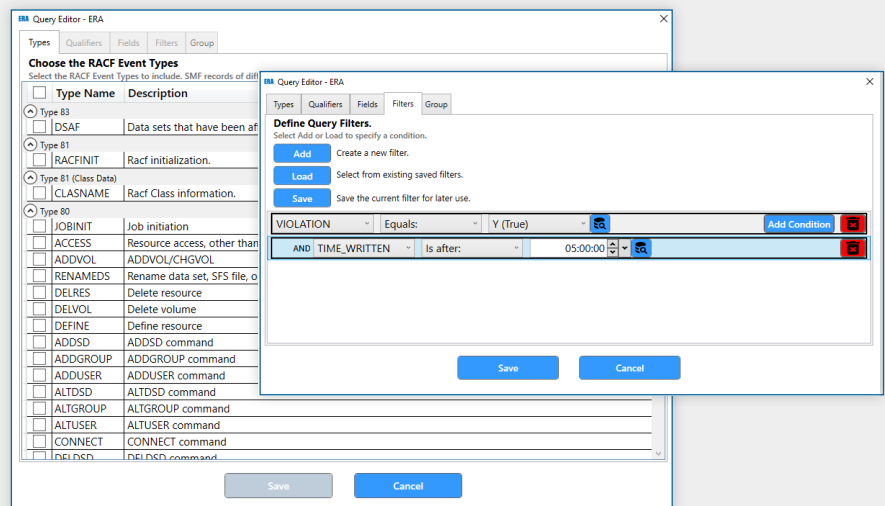 ERA Query Editor - ERA
Types Qualifiers Fields Filters Group
Choose the RACF Event Types
Select the RACF Event Types to include. SMF records of dif
Type Name Description
Type 83
DSAF Data sets that have been af
Type 81
RACFINIT Racf initialization.
Type 81 (Class Data)
CLASNAME Racf Class information.
Type 80
JOBINIT Job initiation
ACCESS Resource access, other than
ADDVOL ADDVOL/CHGVOL
RENAMEDS Rename data set, SFS file, o
DELRES Delete resource
DELVOL Delete volume
DEFINE Define resource
ADDSD ADDSD command
ADDGROUP ADDGROUP command
ADDUSER ADDUSER command
ALTDSD ALTDSD command
ALTGROUP ALTGROUP command
ALTUSER ALTUSER command
CONNECT CONNECT command
DELDSD DELDSD command
Save Cancel
ERA Query Editor - ERA
Types Qualifiers Fields Filters Group
Define Query Filters.
Select Add or Load to specify a condition.
Add Create a new filter.
Load Select from existing saved filters.
Save Save the current filter for later use.
VIOLATION Equals: Y (True) Add Condition
AND TIME_WRITTEN Is after: 05:00:00
Save Cancel